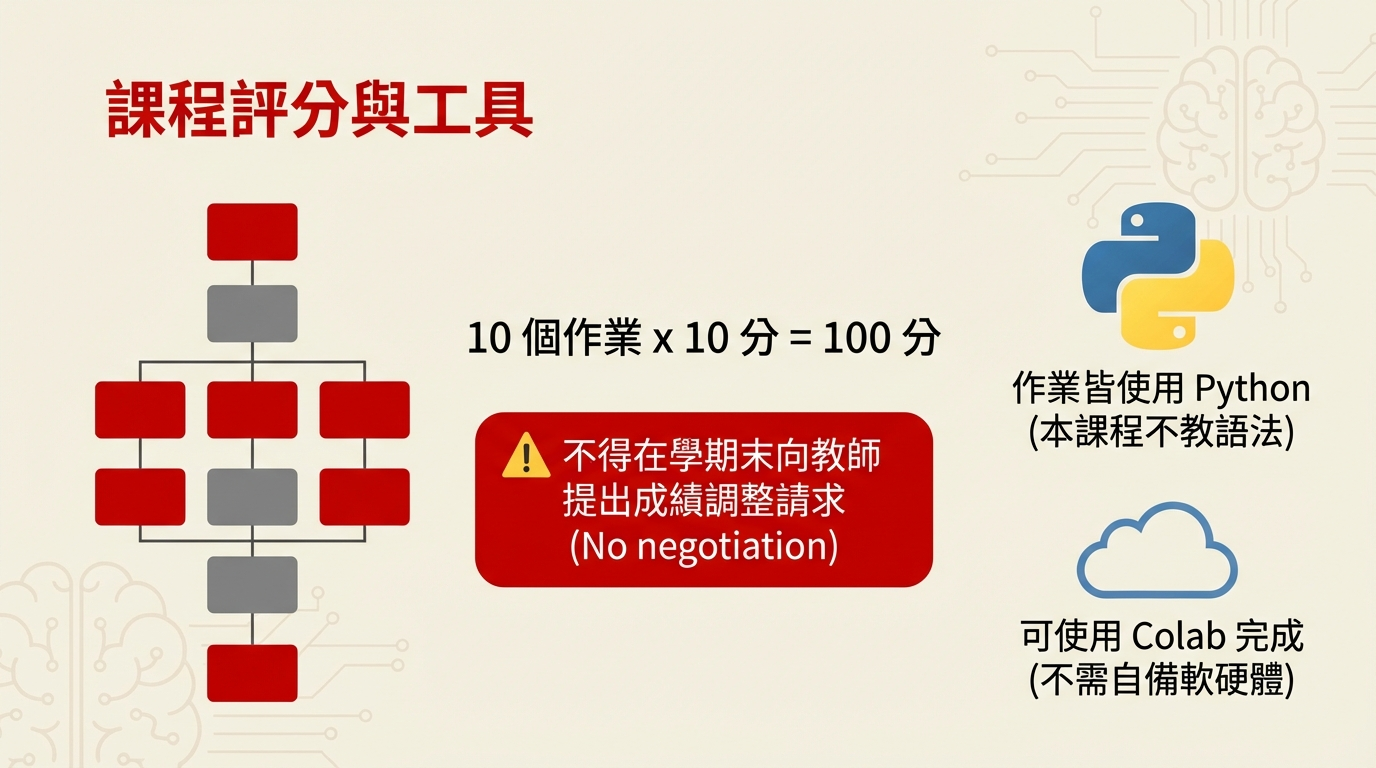 課程評分與工具
10 個作業 x 10 分 = 100 分
不得在學期末向教師
提出成績調整請求
(No negotiation)
作業皆使用 Python
(本課程不教語法)
可使用 Colab 完成
(不需自備軟硬體)